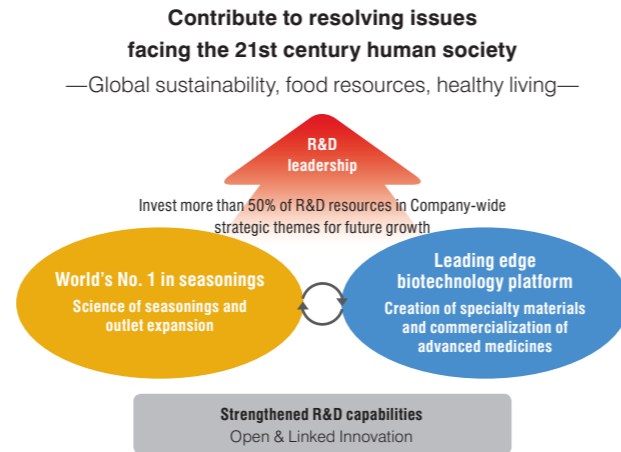 Contribute to resolving issues
facing the 21st century human society
—Global sustainability, food resources, healthy living—
R&D
leadership
Invest more than 50% of R&D resources in Company-wide
strategic themes for future growth
World's No. 1 in seasonings
Science of seasonings and
outlet expansion
Leading edge
biotechnology platform
Creation of specialty materials
and commercialization of
advanced medicines
Strengthened R&D capabilities
Open & Linked Innovation